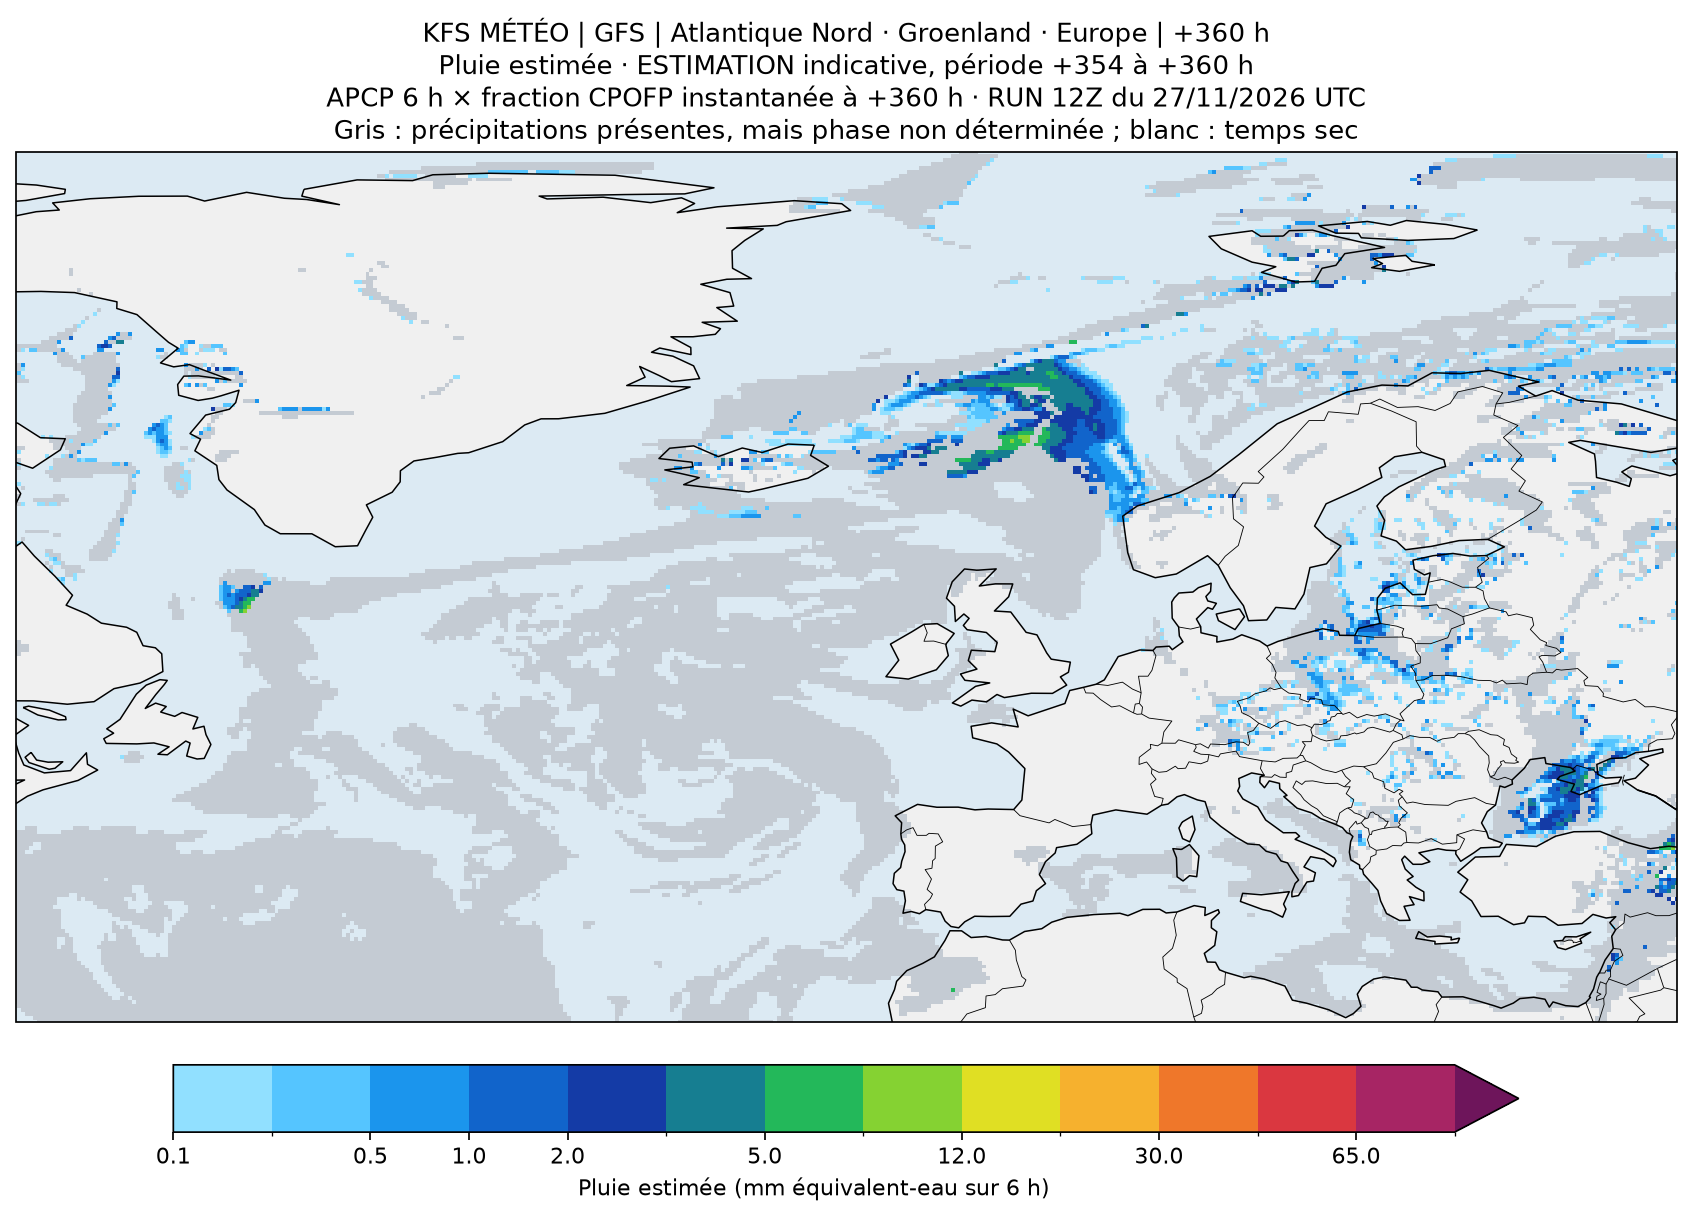 KFS MÉTÉO | GFS | Atlantique Nord · Groenland · Europe | +360 h
Pluie estimée · ESTIMATION indicative, période +354 à +360 h
APCP 6 h × fraction CPOFP instantanée à +360 h · RUN 12Z du 27/11/2026 UTC
Gris : précipitations présentes, mais phase non déterminée ; blanc : temps sec
0.1 0.5 1.0 2.0 5.0 12.0 30.0 65.0
Pluie estimée (mm équivalent-eau sur 6 h)